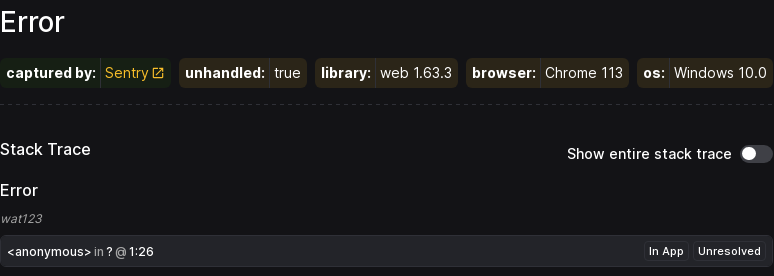 Error
captured by: Sentry unhandled: true library: web 1.63.3 browser: Chrome 113 os: Windows 10.0
Stack Trace Show entire stack trace
Error
wat123
<anonymous> in ? @ 1:26 In App Unresolved